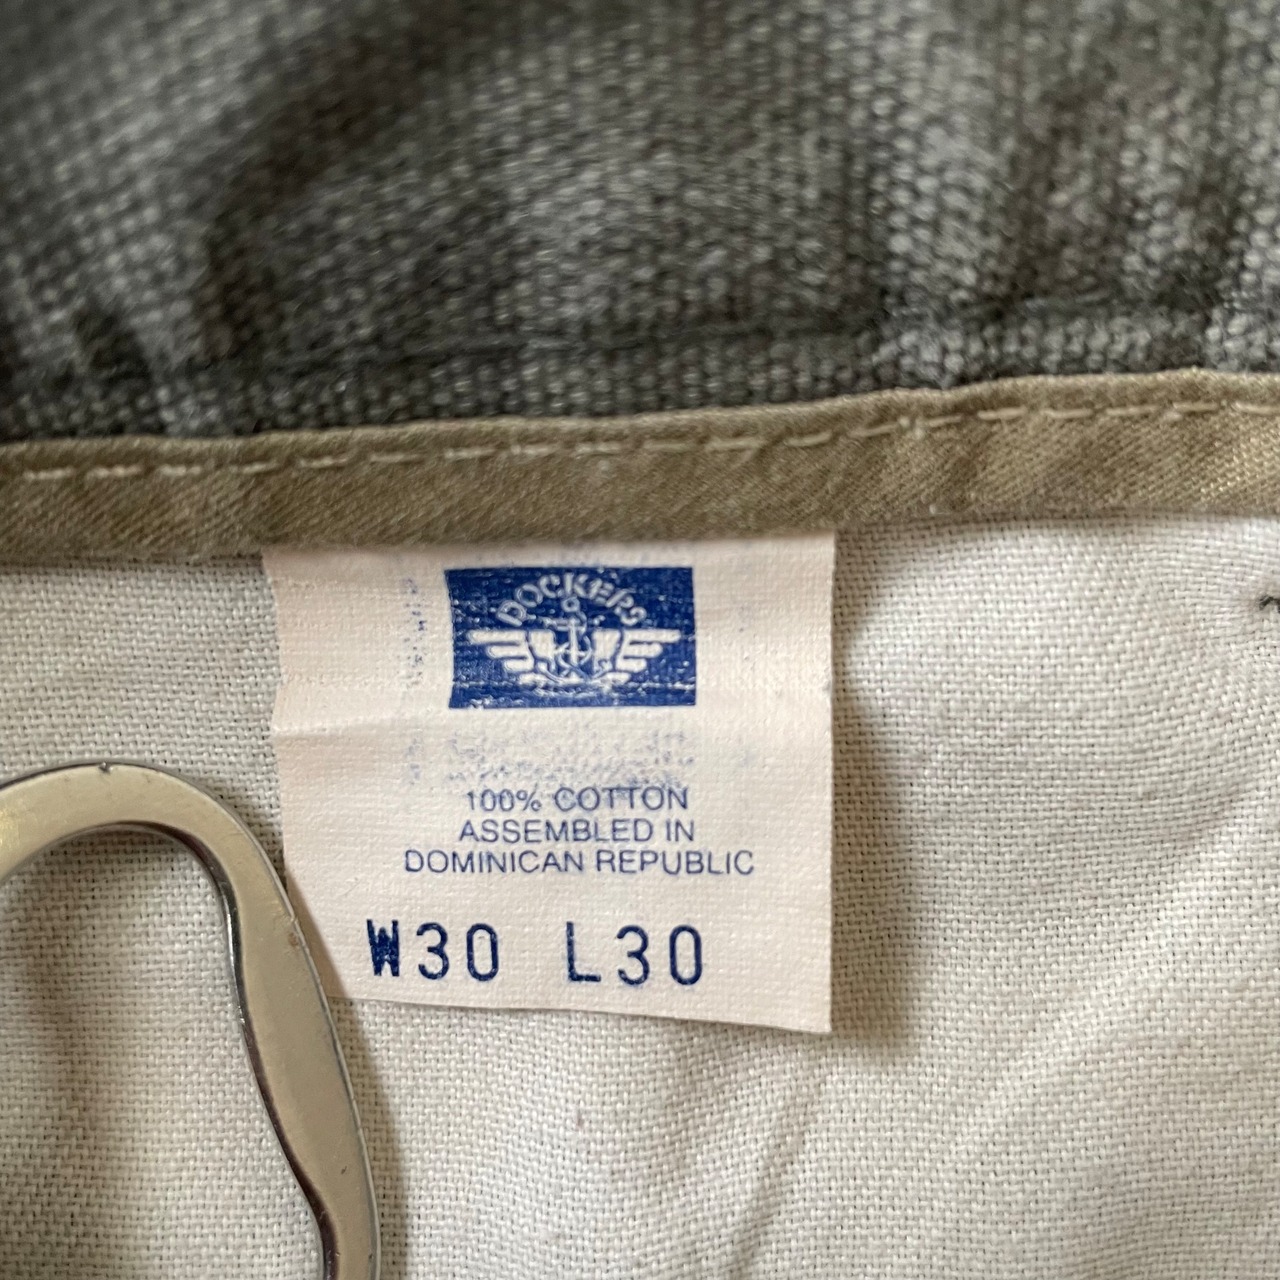 DOCKERS
100% COTTON
ASSEMBLED IN
DOMINICAN REPUBLIC
W30 L30